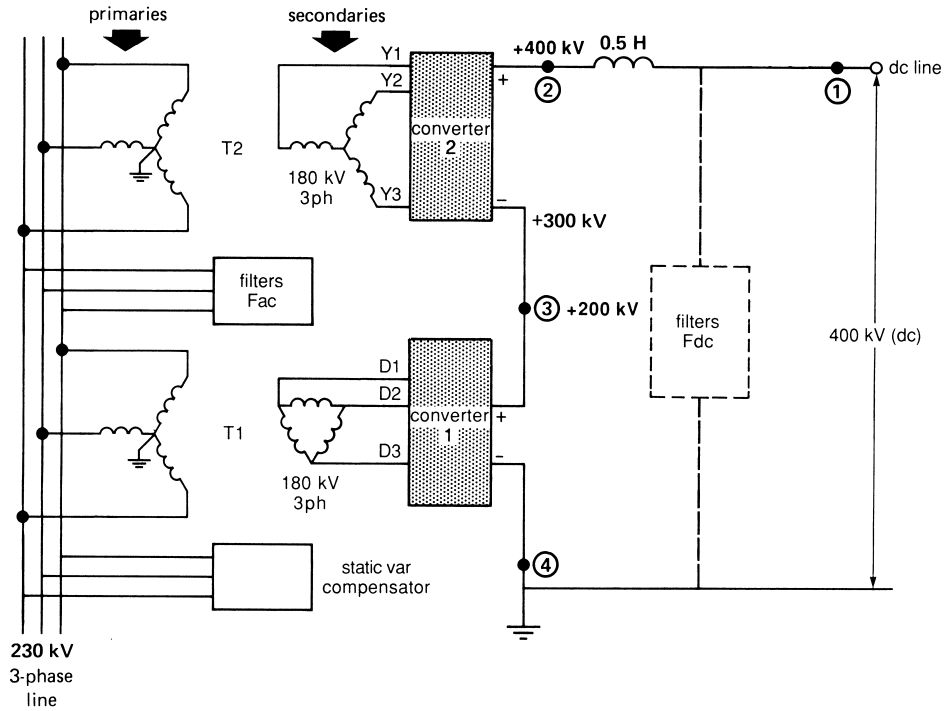 primaries
secondaries
+400 kV
0.5 H
Y1
Y2
+
2
1
dc line
T2
converter
2
180 kV
3ph
Y3
–
+300 kV
filters
Fac
3
+200 kV
filters
Fdc
400 kV (dc)
D1
D2
T1
converter
1
+
D3
–
180 kV
3ph
4
static var
compensator
230 kV
3-phase
line